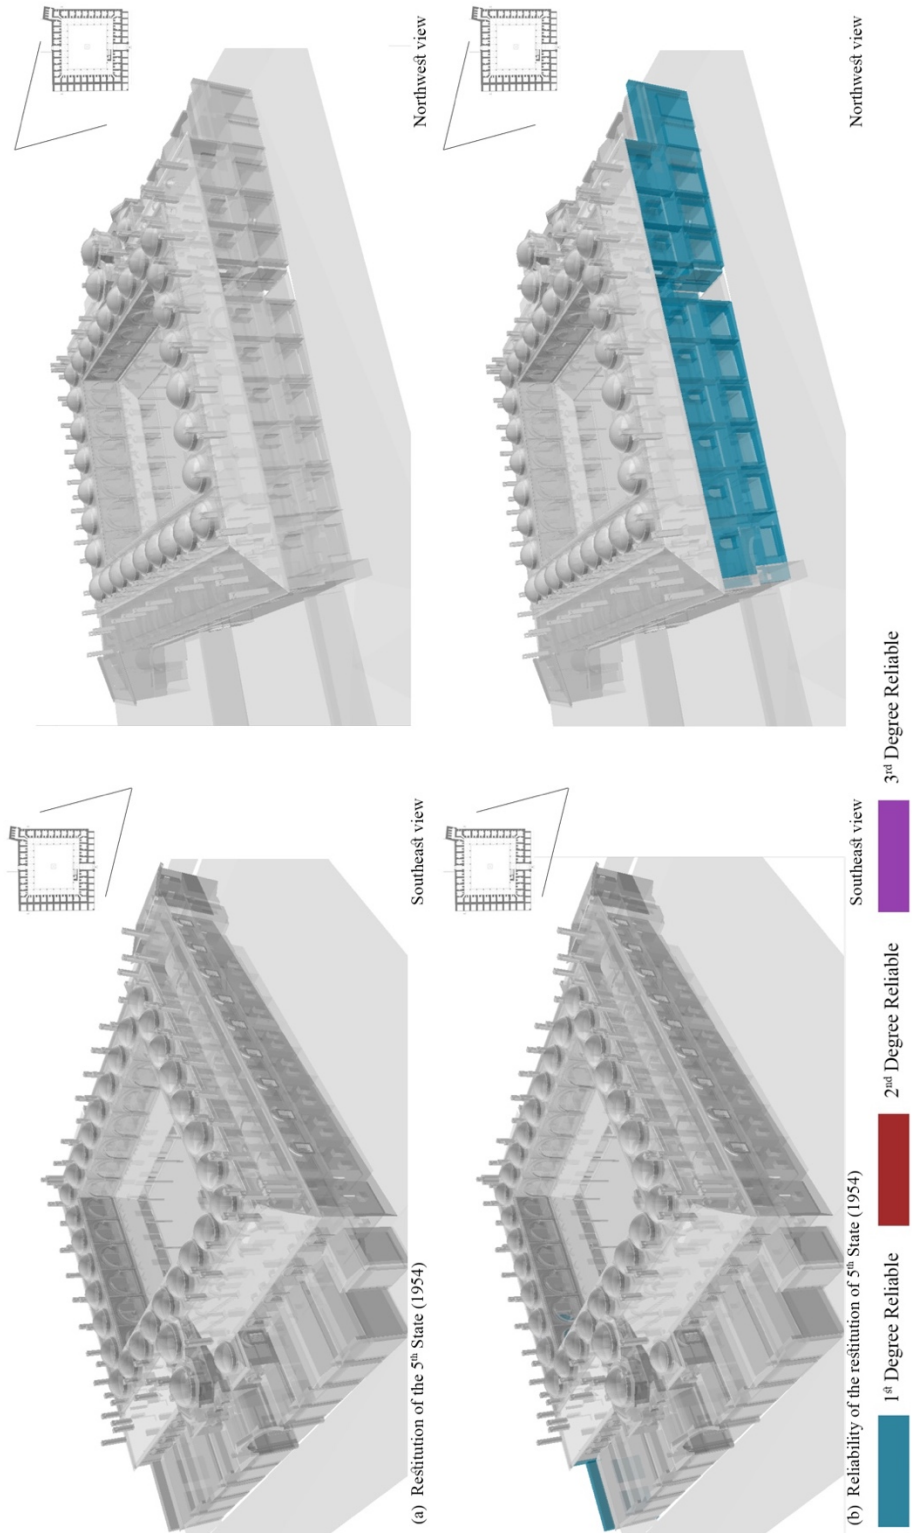 Southeast view
Northwest view
(a) Restitution of the 5th State (1954)
Southeast view
Northwest view
(b) Reliability of the restitution of 5th State (1954)
1st Degree Reliable
2nd Degree Reliable
3rd Degree Reliable